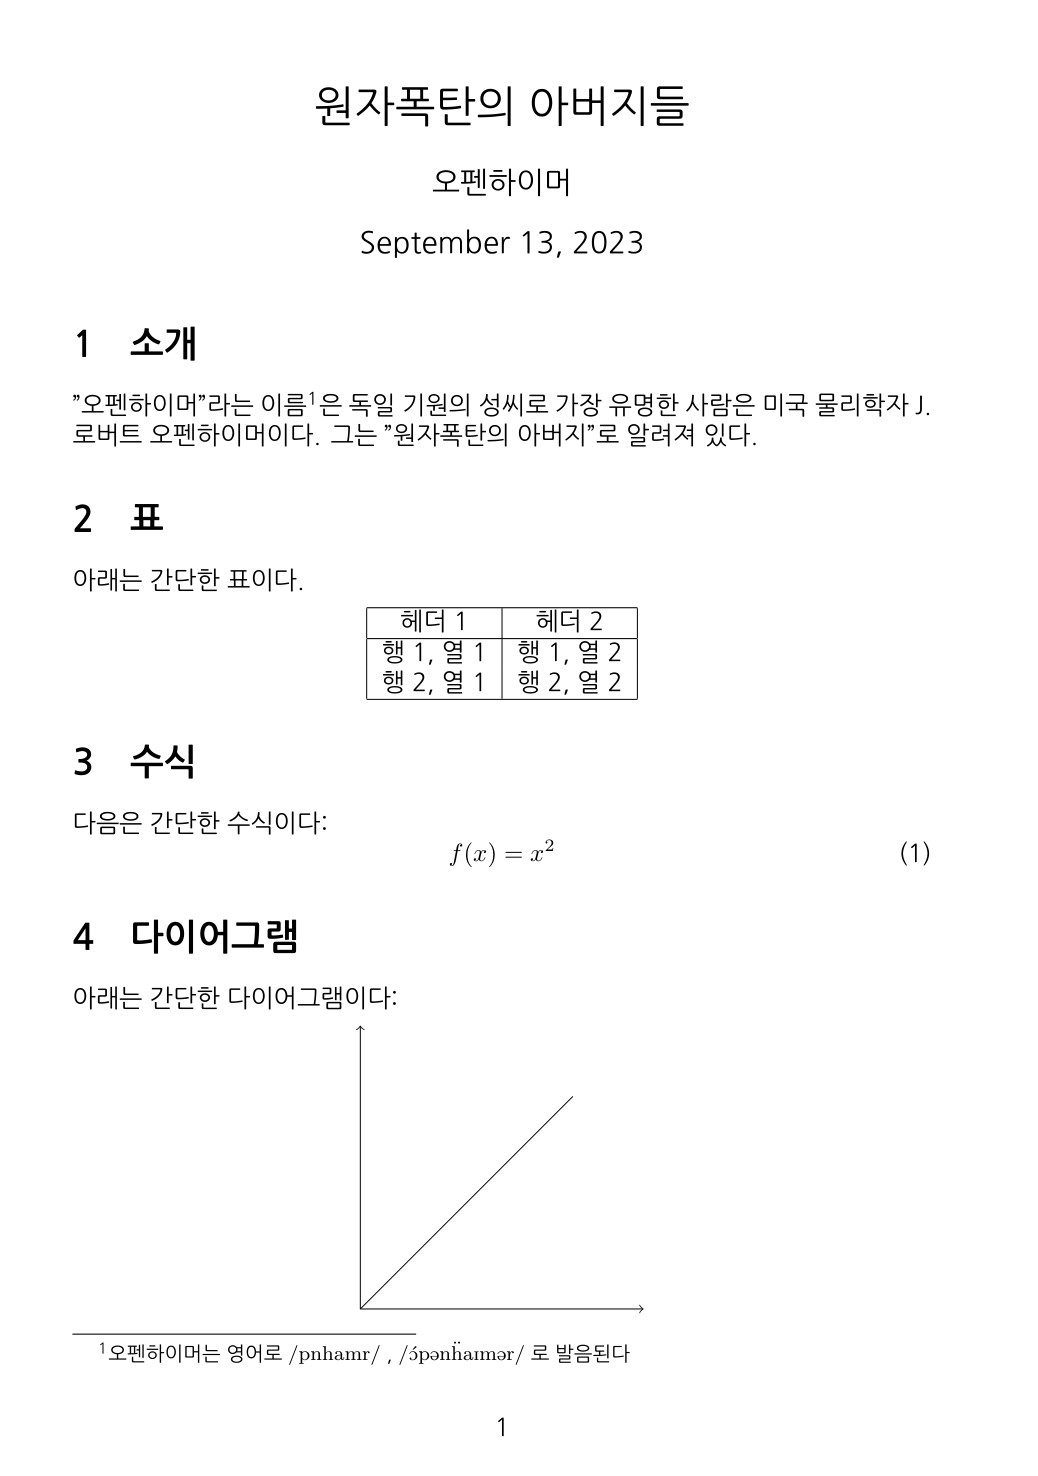 원자폭탄의 아버지들
오펜하이머
September 13, 2023
1 소개
”오펜하이머”라는 이름¹은 독일 기원의 성씨로 가장 유명한 사람은 미국 물리학자 J.
로버트 오펜하이머이다. 그는 ”원자폭탄의 아버지”로 알려져 있다.
2 표
아래는 간단한 표이다.
헤더 1 헤더 2
행 1, 열 1 행 1, 열 2
행 2, 열 1 행 2, 열 2
3 수식
다음은 간단한 수식이다:
f(x) = x² (1)
4 다이어그램
아래는 간단한 다이어그램이다:
¹오펜하이머는 영어로 /pnhamr/ , /ɔ́pənḧaɪmər/ 로 발음된다
1